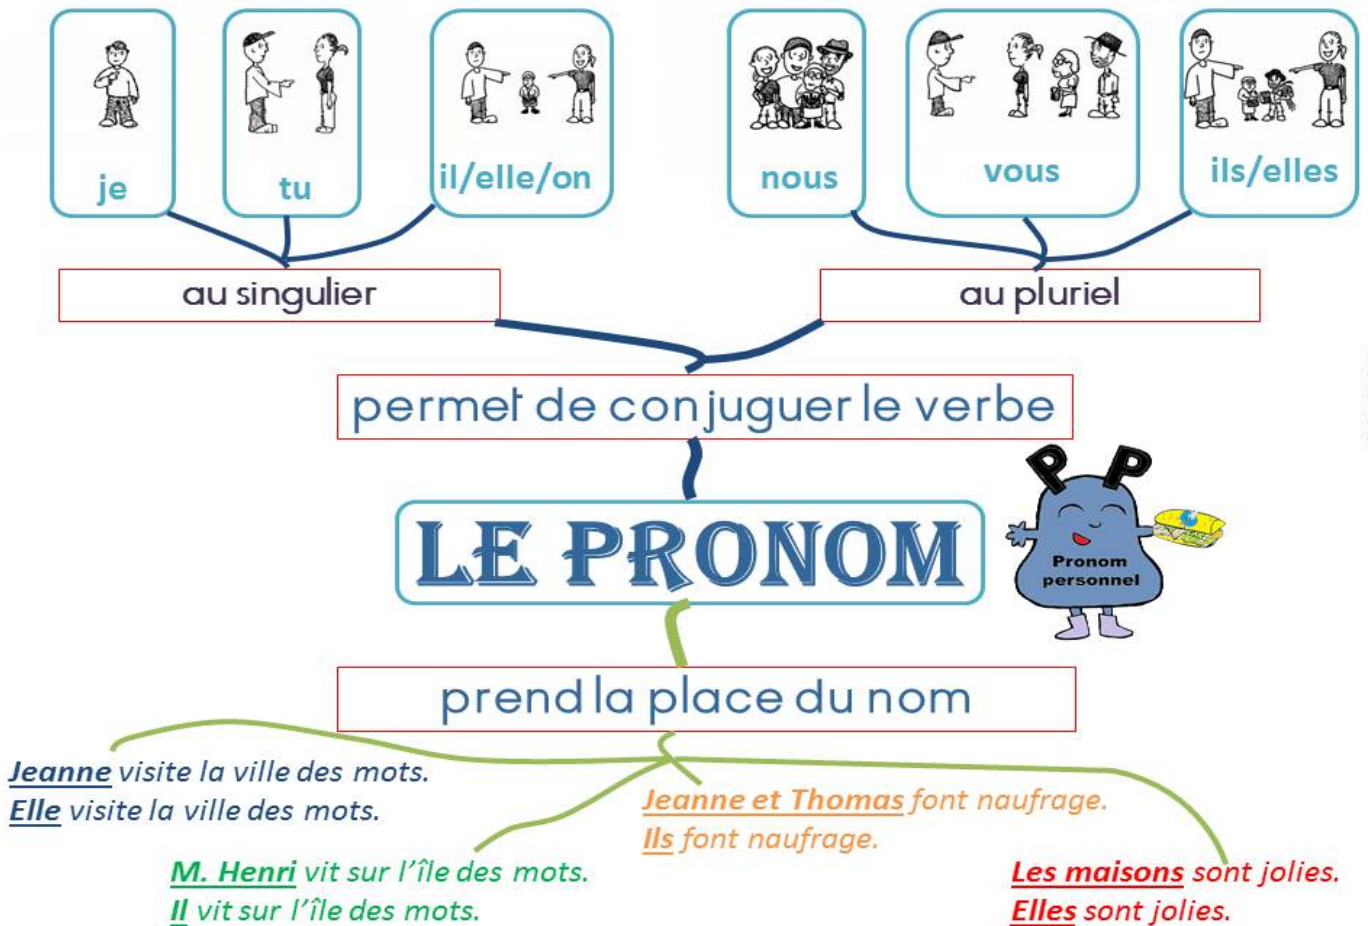 je
tu
il/elle/on
nous
vous
ils/elles
au singulier
au pluriel
permet de conjuguer le verbe
P P
LE PRONOM
Pronom
personnel
prend la place du nom
Jeanne visite la ville des mots.
Elle visite la ville des mots.
Jeanne et Thomas font naufrage.
Ils font naufrage.
M. Henri vit sur l'île des mots.
Il vit sur l'île des mots.
Les maisons sont jolies.
Elles sont jolies.